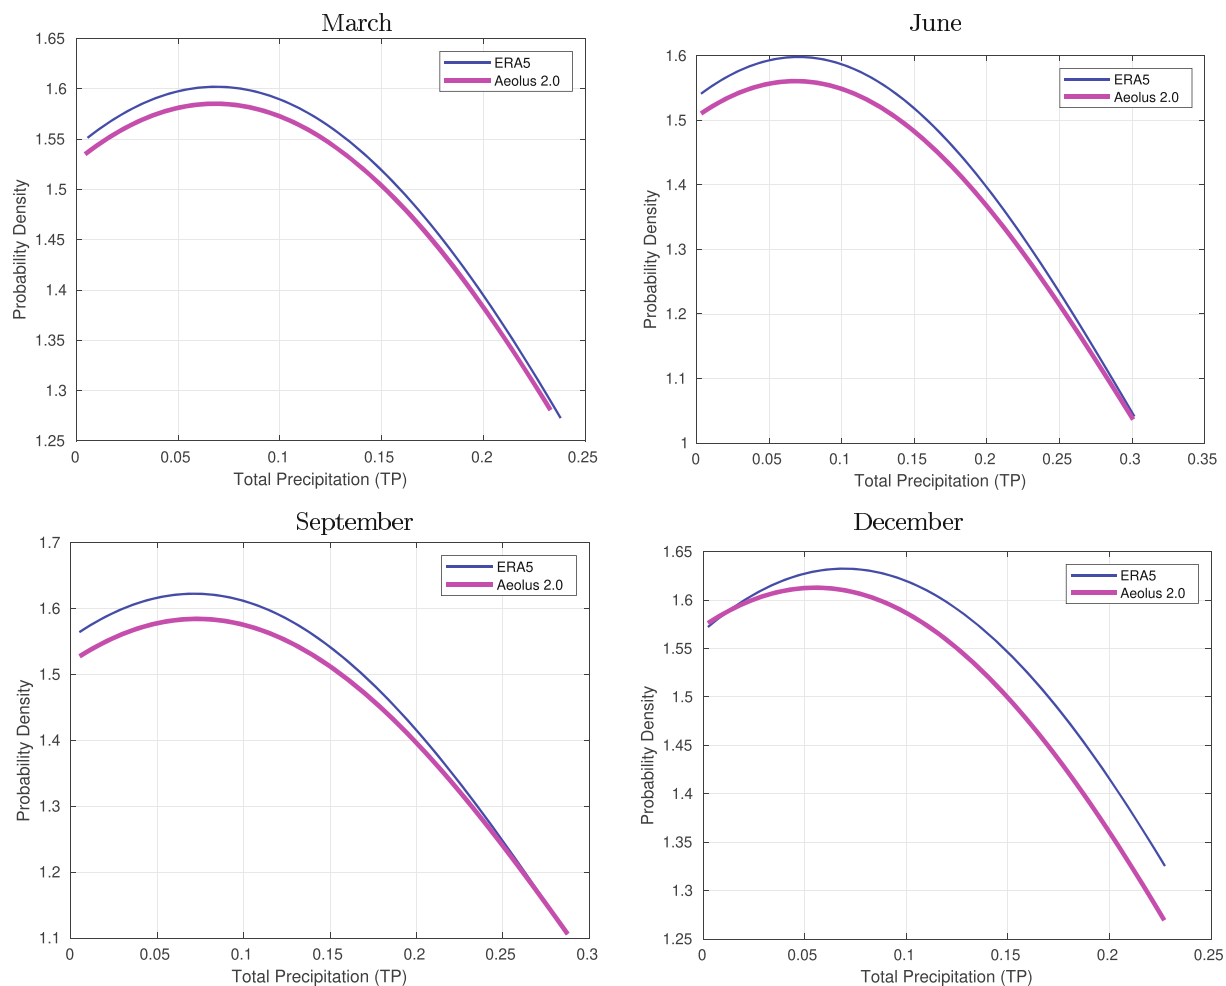 March
1.65
1.6
1.55
1.5
1.45
1.4
1.35
1.3
1.25
Probability Density
ERA5
Aeolus 2.0
0 0.05 0.1 0.15 0.2 0.25
Total Precipitation (TP)
June
1.6
1.5
1.4
1.3
1.2
1.1
1
Probability Density
ERA5
Aeolus 2.0
0 0.05 0.1 0.15 0.2 0.25 0.3 0.35
Total Precipitation (TP)
September
1.7
1.6
1.5
1.4
1.3
1.2
1.1
Probability Density
ERA5
Aeolus 2.0
0 0.05 0.1 0.15 0.2 0.25 0.3
Total Precipitation (TP)
December
1.65
1.6
1.55
1.5
1.45
1.4
1.35
1.3
1.25
Probability Density
ERA5
Aeolus 2.0
0 0.05 0.1 0.15 0.2 0.25
Total Precipitation (TP)